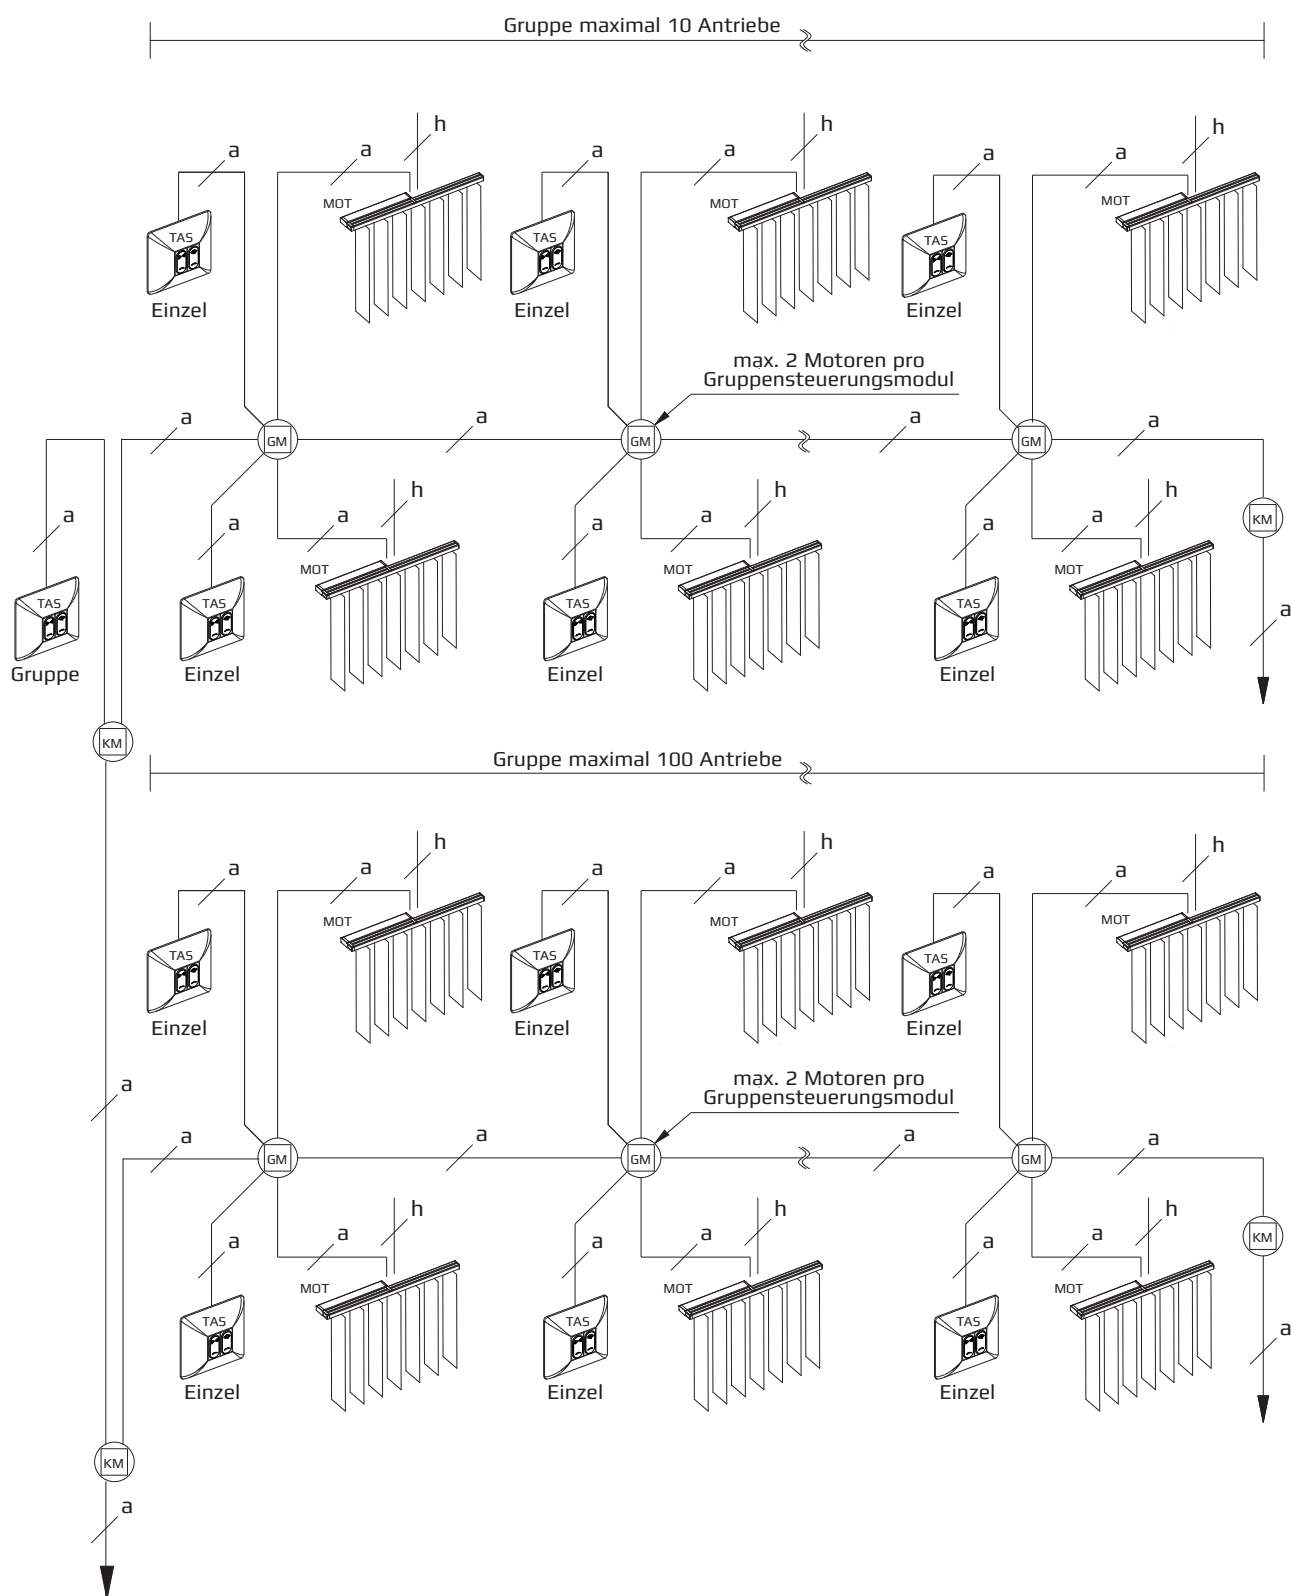 Gruppe maximal 10 Antriebe
h
h
h
a
a
a
a
a
a
MOT
MOT
MOT
TAS
TAS
TAS
Einzel
Einzel
Einzel
max. 2 Motoren pro
Gruppensteuerungsmodul
a
a
a
a
GM
GM
GM
h
h
h
a
a
a
a
a
a
a
KM
MOT
MOT
MOT
TAS
TAS
TAS
TAS
a
Gruppe
Einzel
Einzel
Einzel
KM
Gruppe maximal 100 Antriebe
h
h
h
a
a
a
a
a
a
MOT
MOT
MOT
TAS
TAS
TAS
Einzel
Einzel
Einzel
max. 2 Motoren pro
Gruppensteuerungsmodul
a
a
a
a
a
GM
GM
GM
h
h
h
a
a
a
a
a
a
KM
MOT
MOT
MOT
TAS
TAS
TAS
a
Einzel
Einzel
Einzel
KM
a